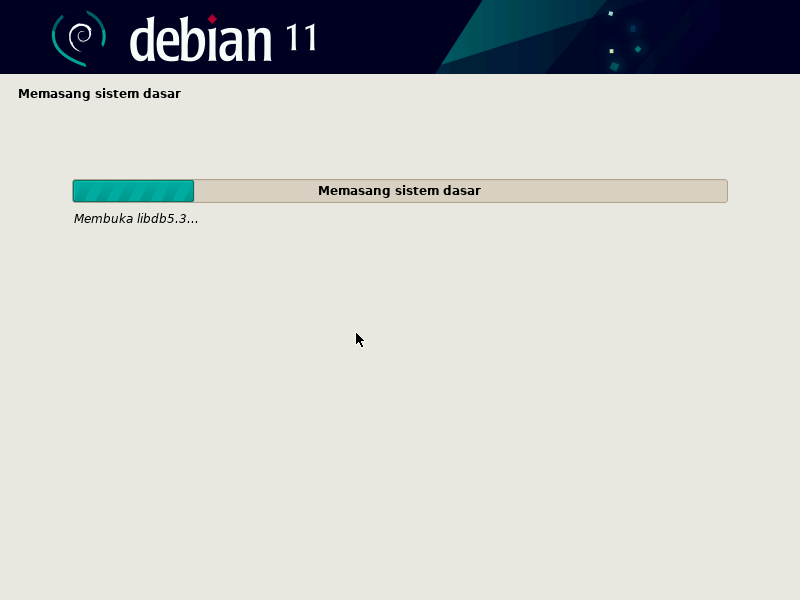 debian 11
Memasang sistem dasar
Memasang sistem dasar
Membuka libdb5.3...